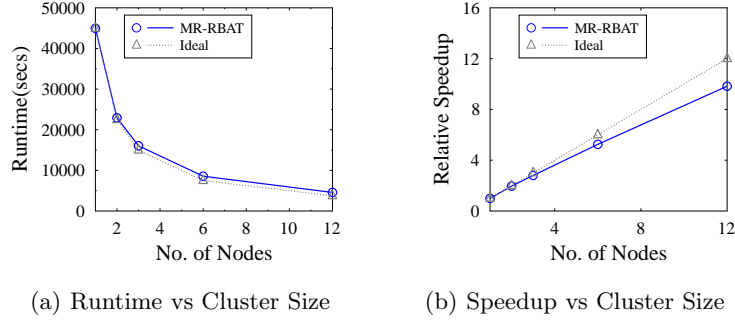 50000
40000
30000
20000
10000
0
Runtime(secs)
MR-RBAT
Ideal
2 4 6 8 10 12
No. of Nodes
(a) Runtime vs Cluster Size
16
12
8
4
0
Relative Speedup
MR-RBAT
Ideal
4 8 12
No. of Nodes
(b) Speedup vs Cluster Size